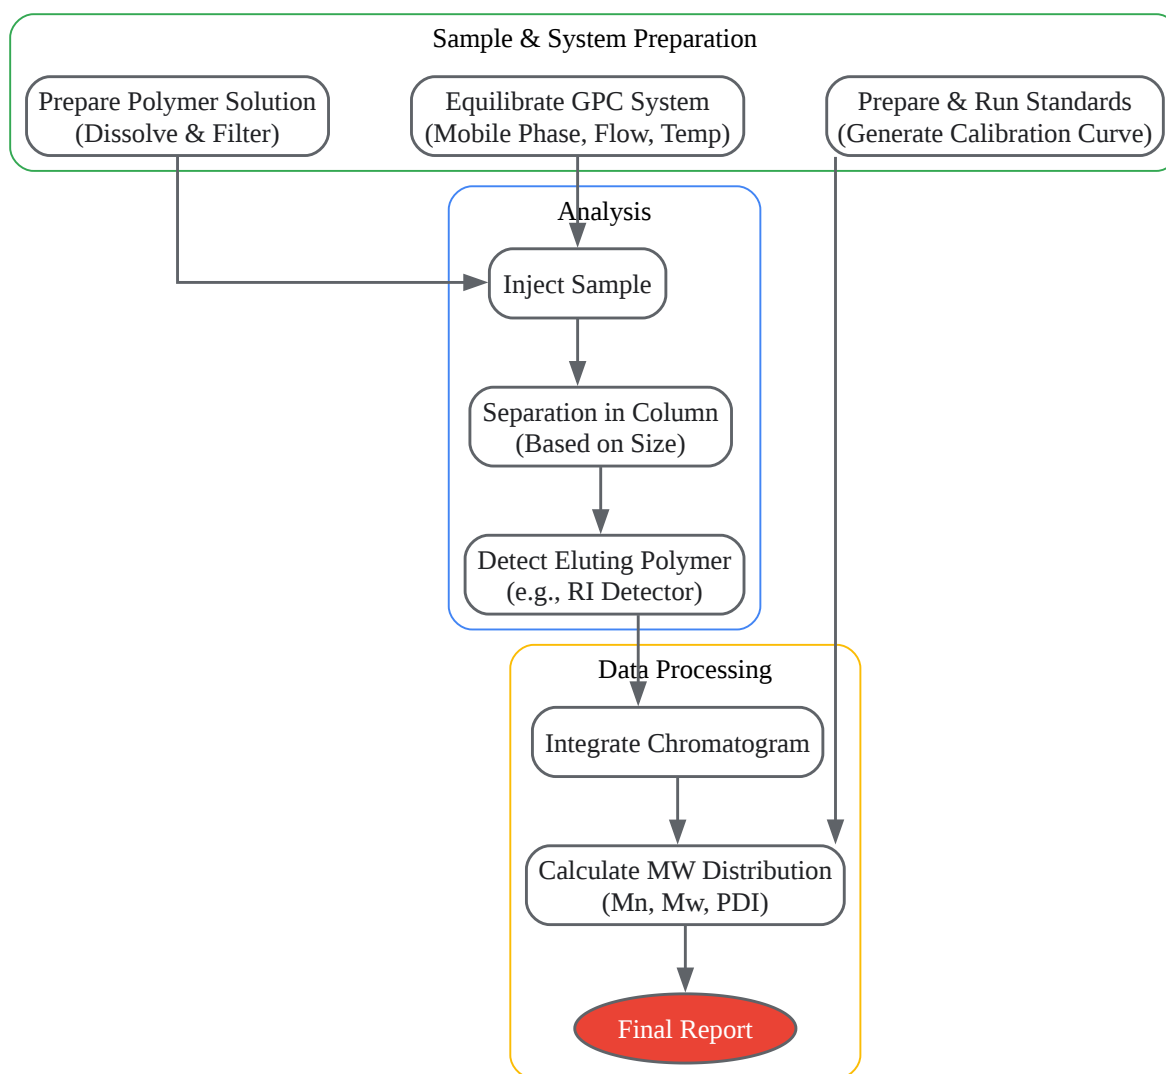 Sample & System Preparation
Prepare Polymer Solution
(Dissolve & Filter)
Equilibrate GPC System
(Mobile Phase, Flow, Temp)
Prepare & Run Standards
(Generate Calibration Curve)
Analysis
Inject Sample
Separation in Column
(Based on Size)
Detect Eluting Polymer
(e.g., RI Detector)
Data Processing
Integrate Chromatogram
Calculate MW Distribution
(Mn, Mw, PDI)
Final Report